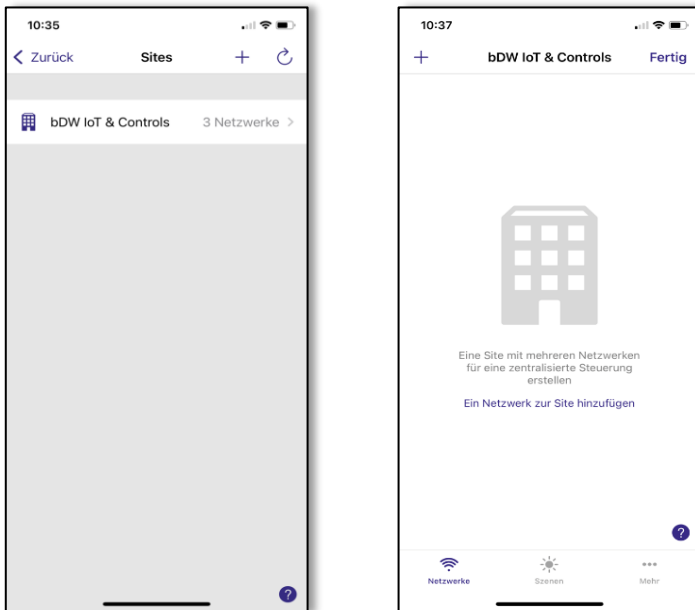 10:35
Zurück Sites
bDW IoT & Controls 3 Netzwerke
?
10:37
bDW IoT & Controls Fertig
Eine Site mit mehreren Netzwerken
für eine zentralisierte Steuerung
erstellen
Ein Netzwerk zur Site hinzufügen
?
Netzwerke Szenen Mehr